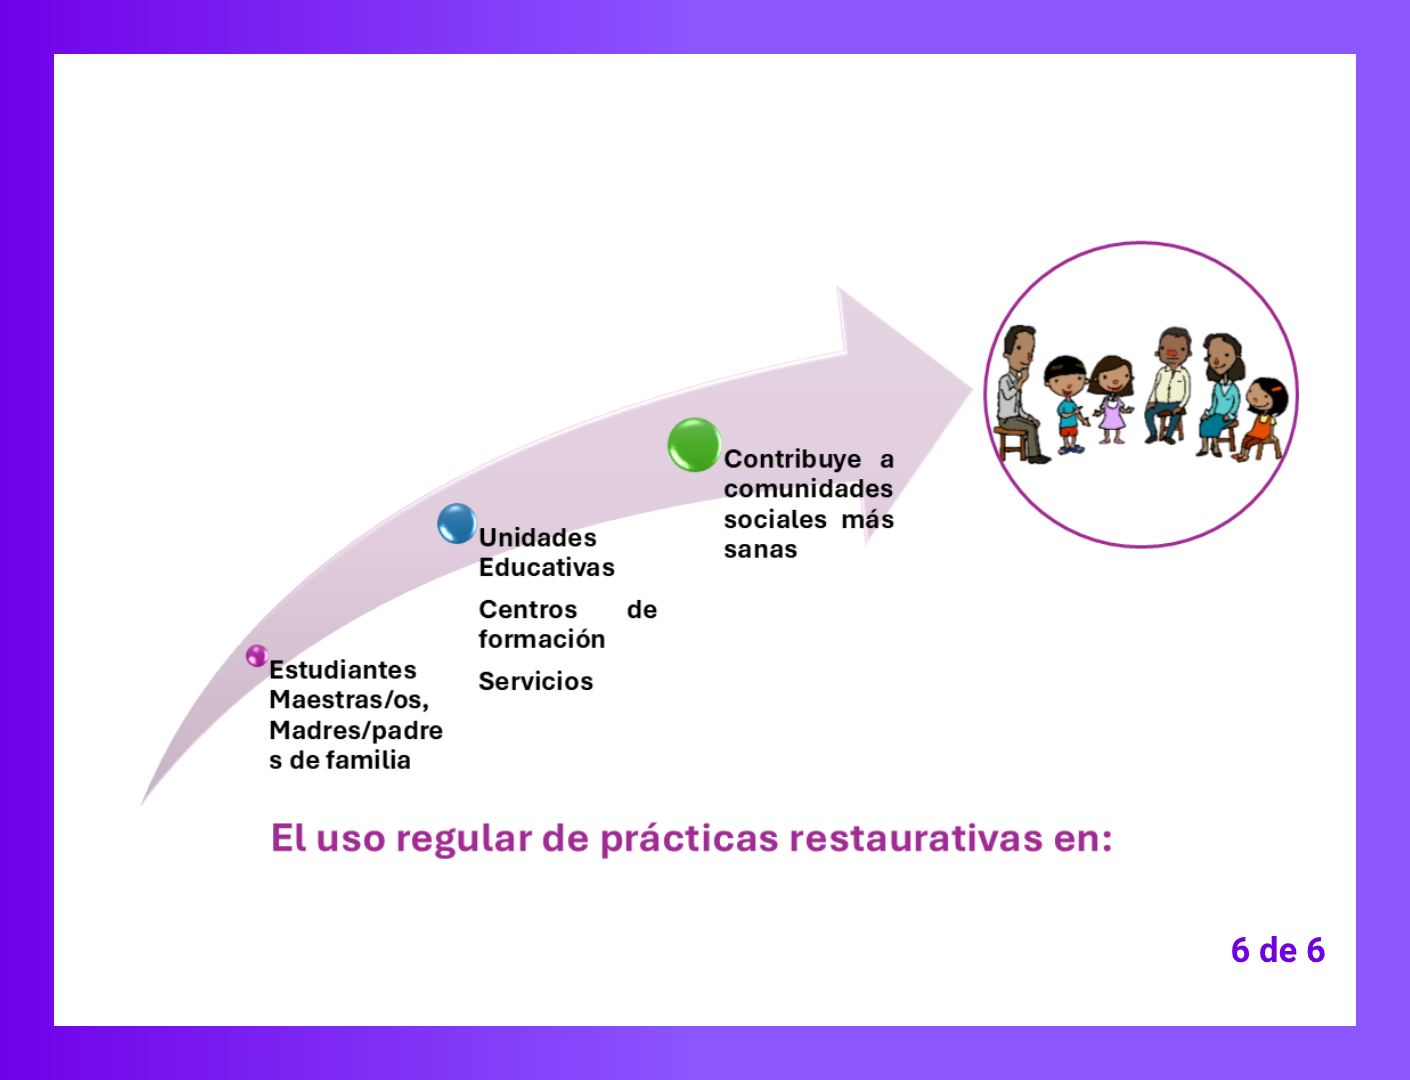 Estudiantes
Maestras/os,
Madres/padre
s de familia
Unidades
Educativas
Centros de
formación
Servicios
Contribuye a
comunidades
sociales más
sanas
El uso regular de prácticas restaurativas en:
6 de 6